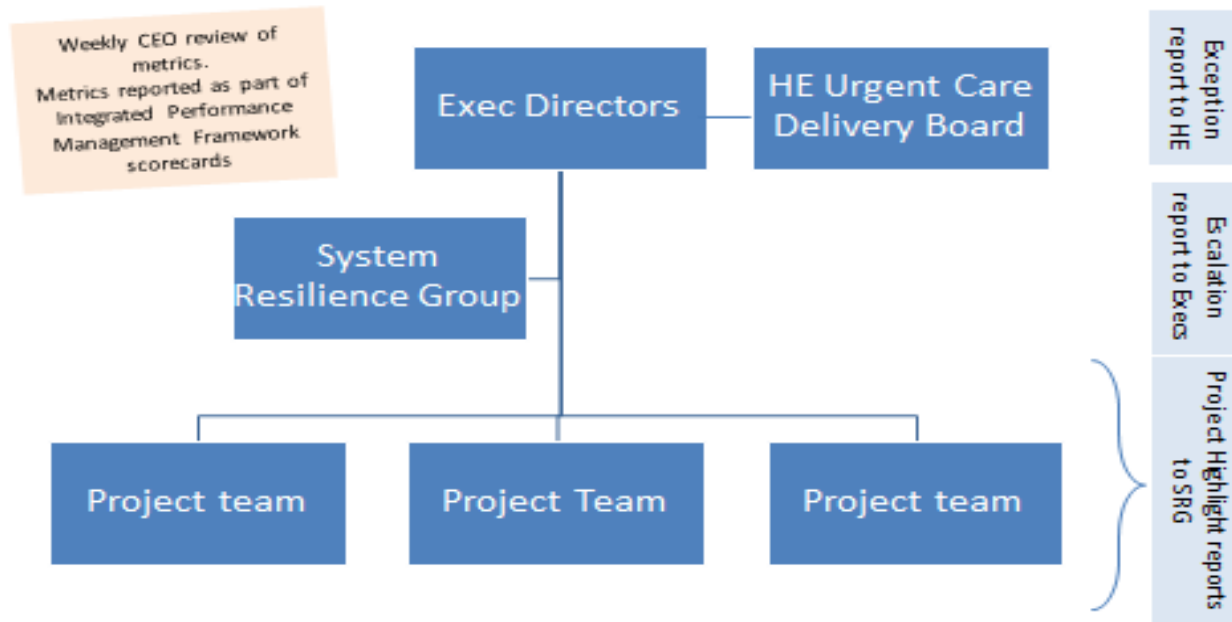 Weekly CEO review of
metrics.
Metrics reported as part of
Integrated Performance
Management Framework
scorecards
Exec Directors
HE Urgent Care
Delivery Board
Exception
report to HE
System
Resilience Group
Escalation
report to Execs
Project team
Project Team
Project team
Project Highlight reports
to SRG